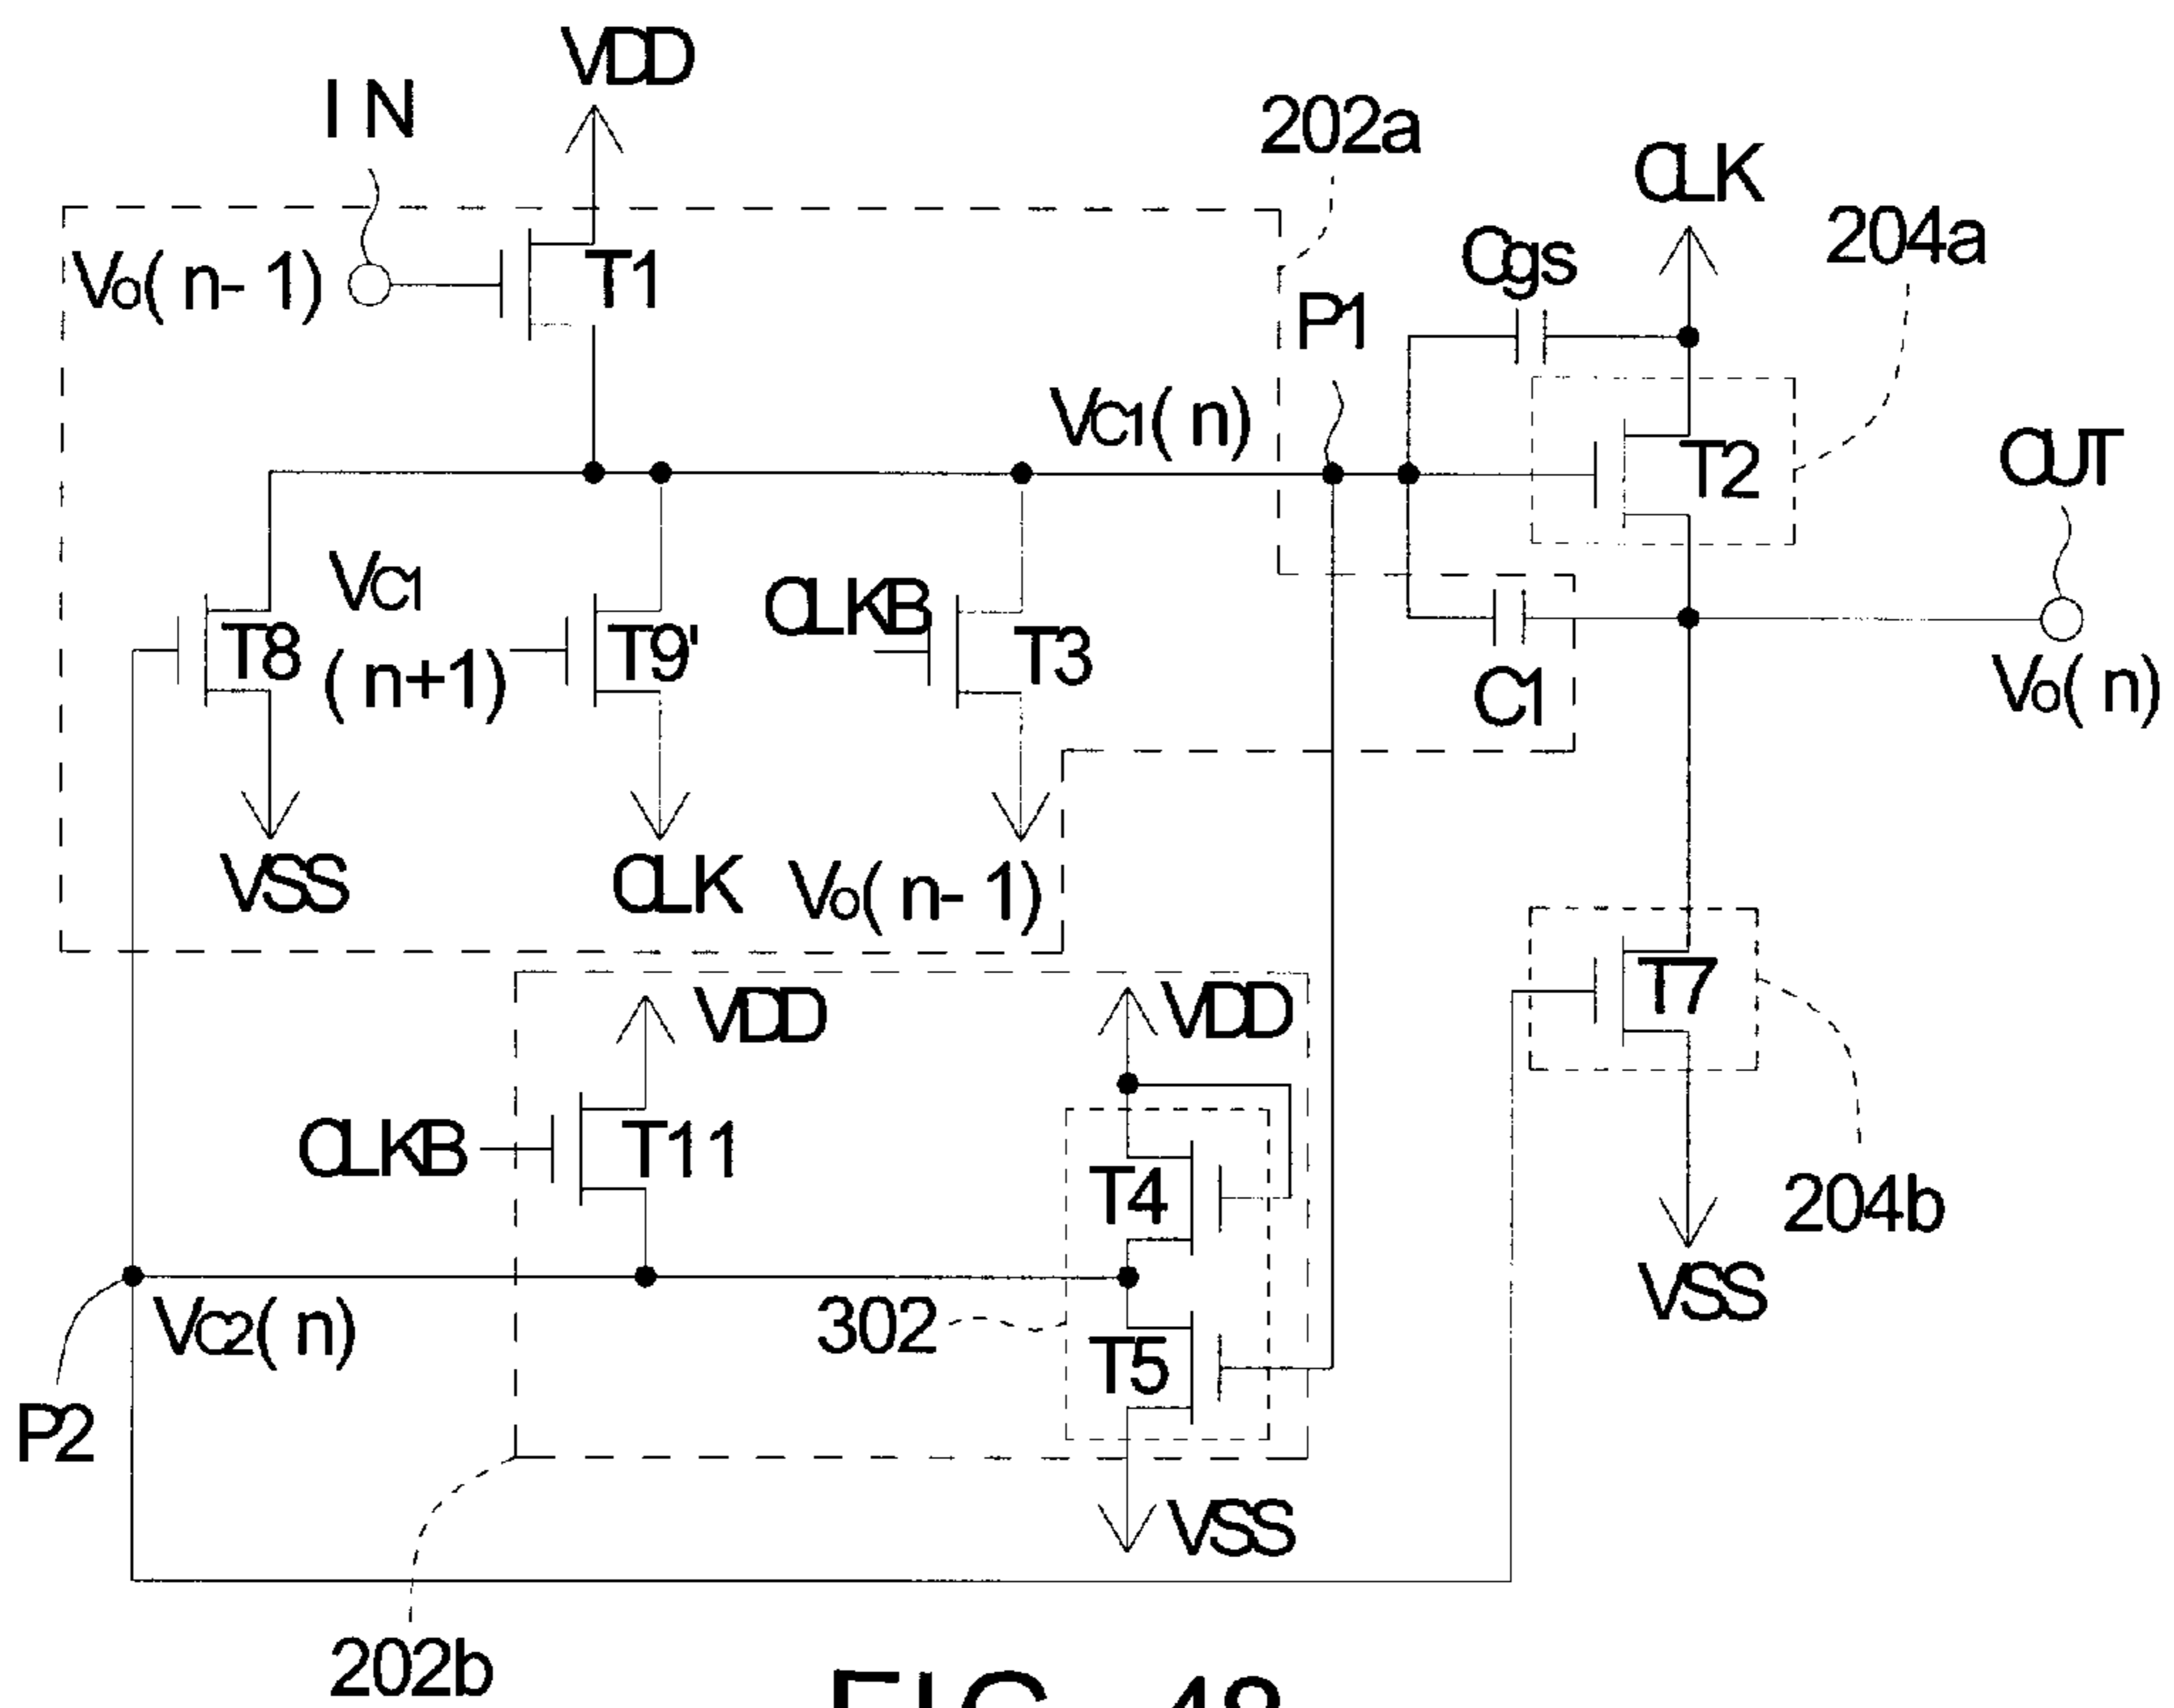 VDD
IN
202a
CLK
204a
Vo(n-1)
T1
Cgs
P1
VC1(n)
T2
OUT
VC1
(n+1)
T8
T9'
CLKB
T3
C1
Vo(n)
VSS
CLK
Vo(n-1)
T7
VDD
VDD
CLKB
T11
T4
204b
VSS
VC2(n)
302
T5
P2
VSS
202b